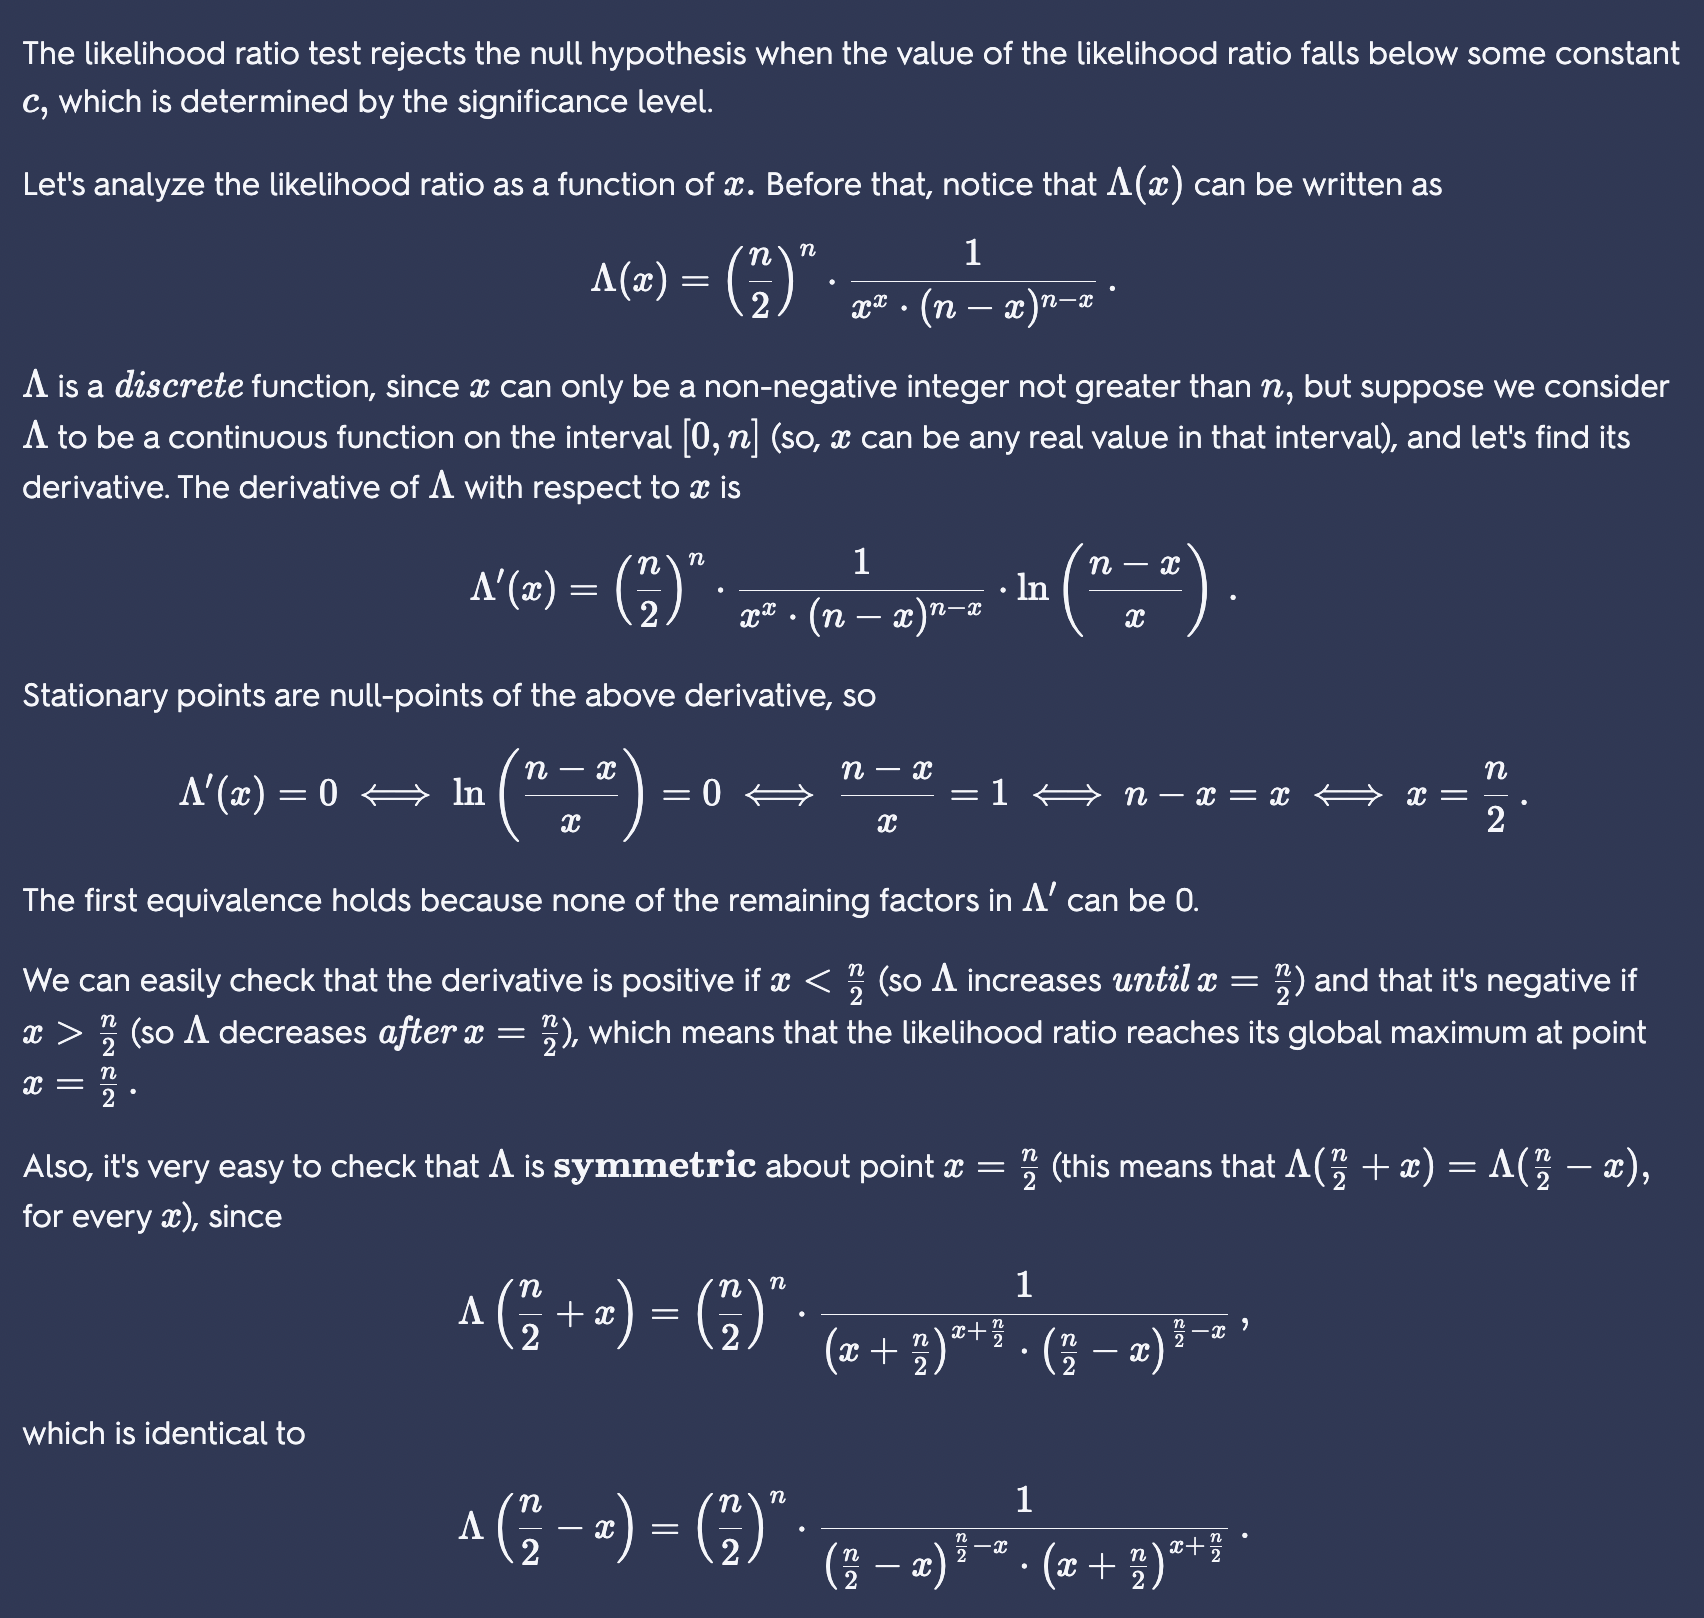 The likelihood ratio test rejects the null hypothesis when the value of the likelihood ratio falls below some constant
c, which is determined by the significance level.
Let's analyze the likelihood ratio as a function of x. Before that, notice that Λ(x) can be written as
Λ(x) = (n/2)^n · 1/(x^x · (n − x)^(n−x)) .
Λ is a discrete function, since x can only be a non-negative integer not greater than n, but suppose we consider
Λ to be a continuous function on the interval [0, n] (so, x can be any real value in that interval), and let's find its
derivative. The derivative of Λ with respect to x is
Λ′(x) = (n/2)^n · 1/(x^x · (n − x)^(n−x)) · ln((n − x)/x) .
Stationary points are null-points of the above derivative, so
Λ′(x) = 0 ⟺ ln((n − x)/x) = 0 ⟺ (n − x)/x = 1 ⟺ n − x = x ⟺ x = n/2 .
The first equivalence holds because none of the remaining factors in Λ′ can be 0.
We can easily check that the derivative is positive if x < n/2 (so Λ increases until x = n/2) and that it's negative if
x > n/2 (so Λ decreases after x = n/2), which means that the likelihood ratio reaches its global maximum at point
x = n/2 .
Also, it's very easy to check that Λ is symmetric about point x = n/2 (this means that Λ(n/2 + x) = Λ(n/2 − x),
for every x), since
Λ(n/2 + x) = (n/2)^n · 1/((x + n/2)^(x+n/2) · (n/2 − x)^(n/2−x)) ,
which is identical to
Λ(n/2 − x) = (n/2)^n · 1/((n/2 − x)^(n/2−x) · (x + n/2)^(x+n/2)) .